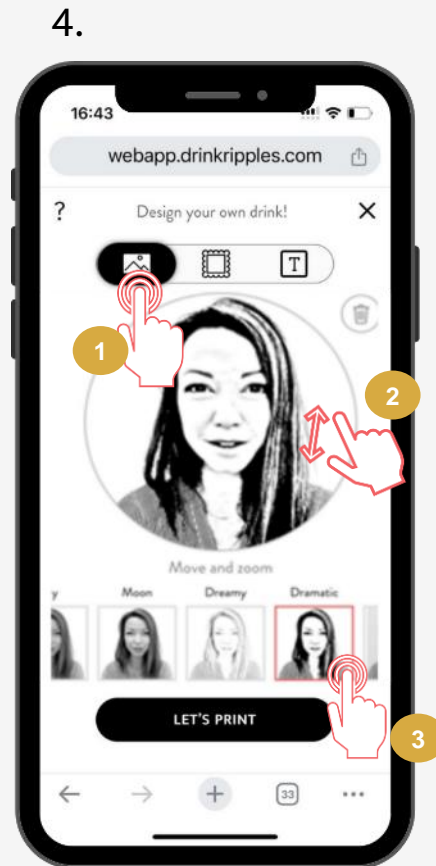 4.
16:43
webapp.drinkripples.com
? Design your own drink! X
T
1
2
Move and zoom
y Moon Dreamy Dramatic
LET'S PRINT
3
33